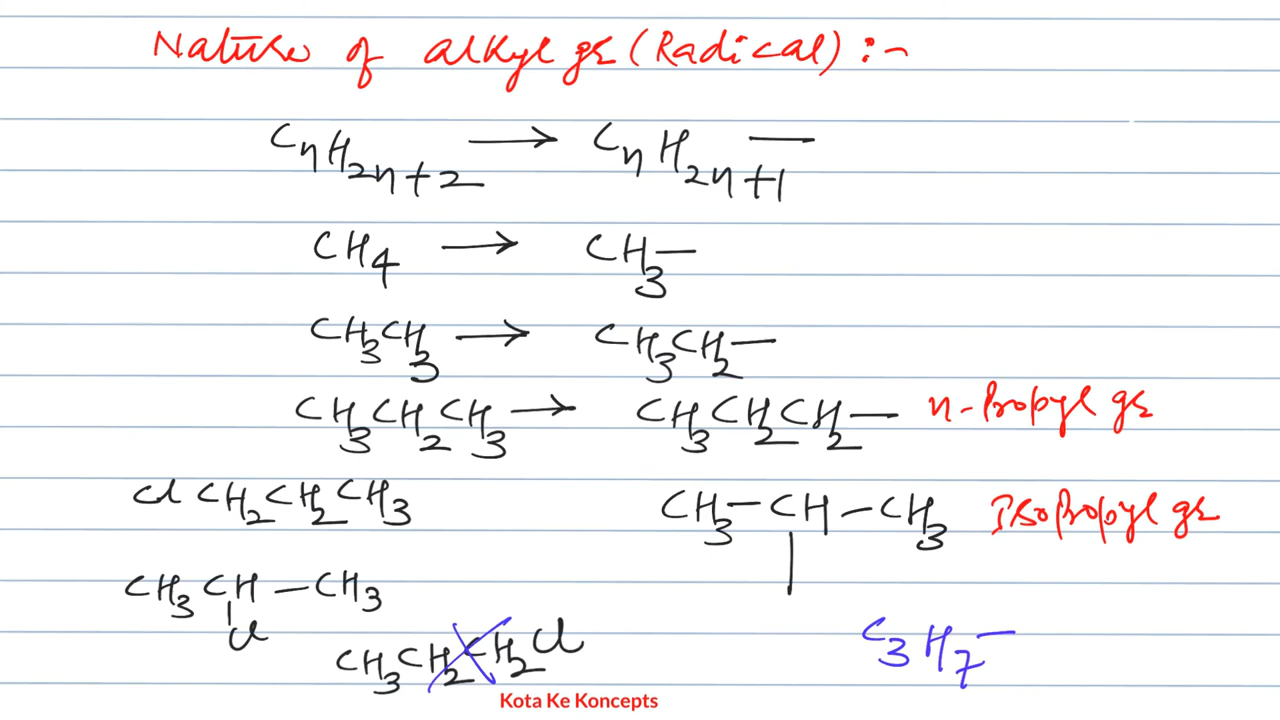 Nature of alkyl gr (Radical) :-
CnH2n+2 → CnH2n+1 —
CH4 → CH3—
CH3CH3 → CH3CH2—
CH3CH2CH3 → CH3CH2CH2— n-Propyl gr
Cl CH2CH2CH3
CH3—CH—CH3 Isopropyl gr
CH3CH—CH3
Cl
CH3CH2CH2Cl
C3H7—
Kota Ke Koncepts